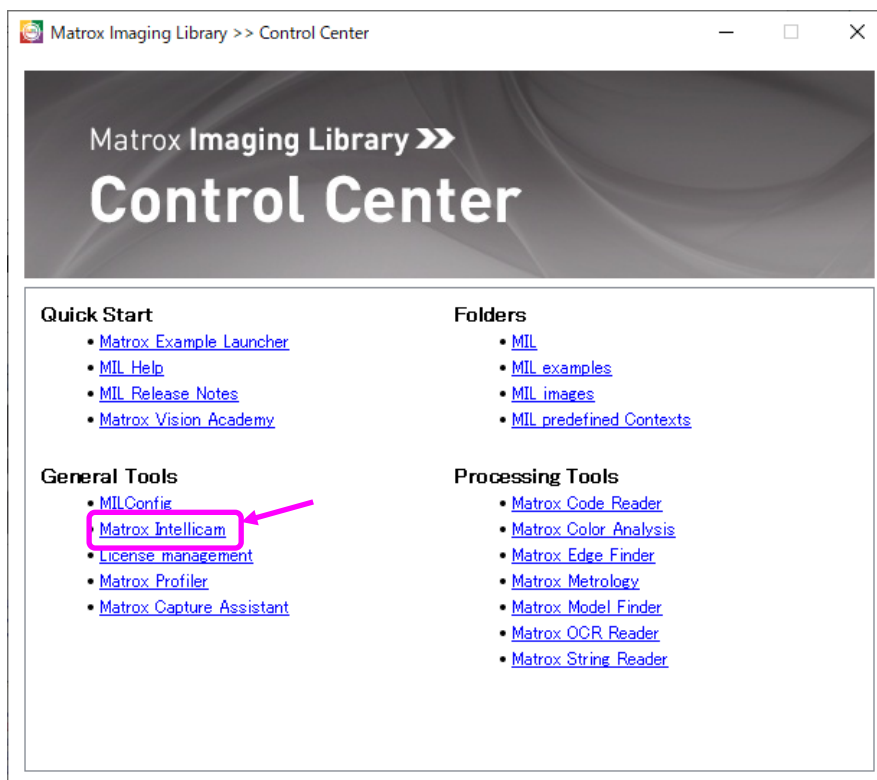 Matrox Imaging Library >> Control Center
Matrox Imaging Library >>
Control Center
Quick Start
• Matrox Example Launcher
• MIL Help
• MIL Release Notes
• Matrox Vision Academy
Folders
• MIL
• MIL examples
• MIL images
• MIL predefined Contexts
General Tools
• MILConfig
• Matrox Intellicam
• License management
• Matrox Profiler
• Matrox Capture Assistant
Processing Tools
• Matrox Code Reader
• Matrox Color Analysis
• Matrox Edge Finder
• Matrox Metrology
• Matrox Model Finder
• Matrox OCR Reader
• Matrox String Reader